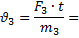 ϑ₃ = F₃ · t / m₃ =